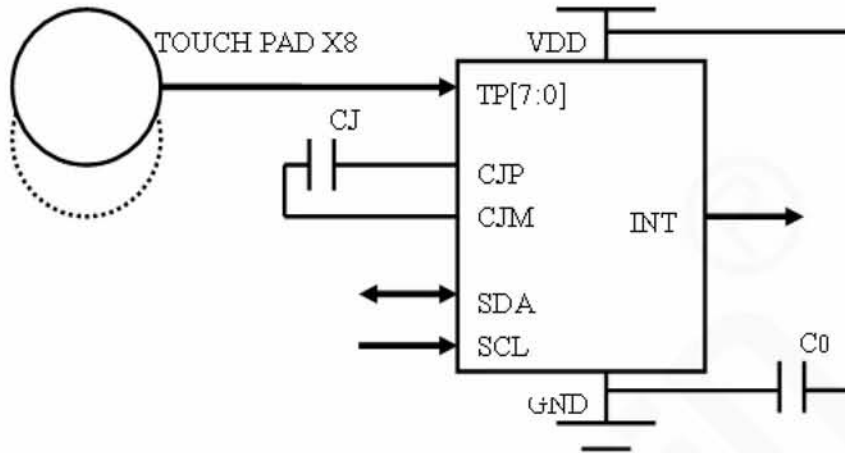 TOUCH PAD X8
VDD
TP[7:0]
CJ
CJP
CJM
INT
SDA
SCL
C0
GND
®